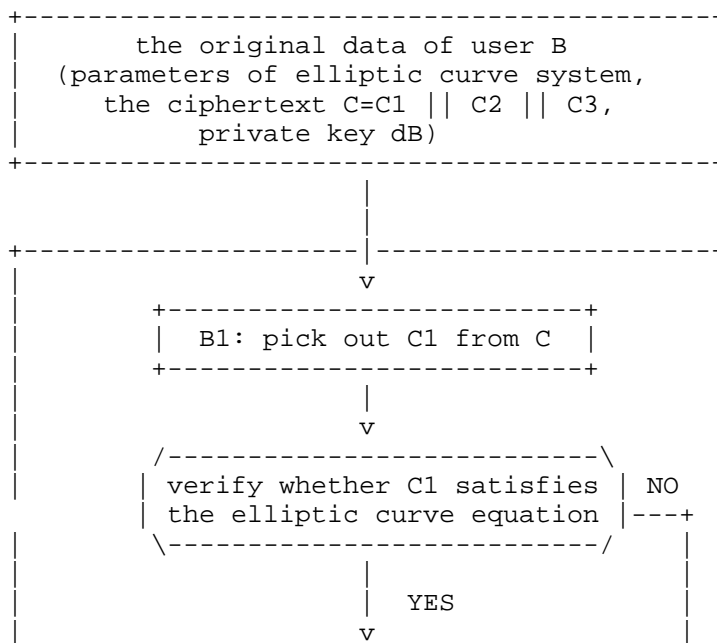 the original data of user B
(parameters of elliptic curve system,
the ciphertext C=C1 || C2 || C3,
private key dB)
v
B1: pick out C1 from C
v
verify whether C1 satisfies | NO
the elliptic curve equation |---+
YES
v